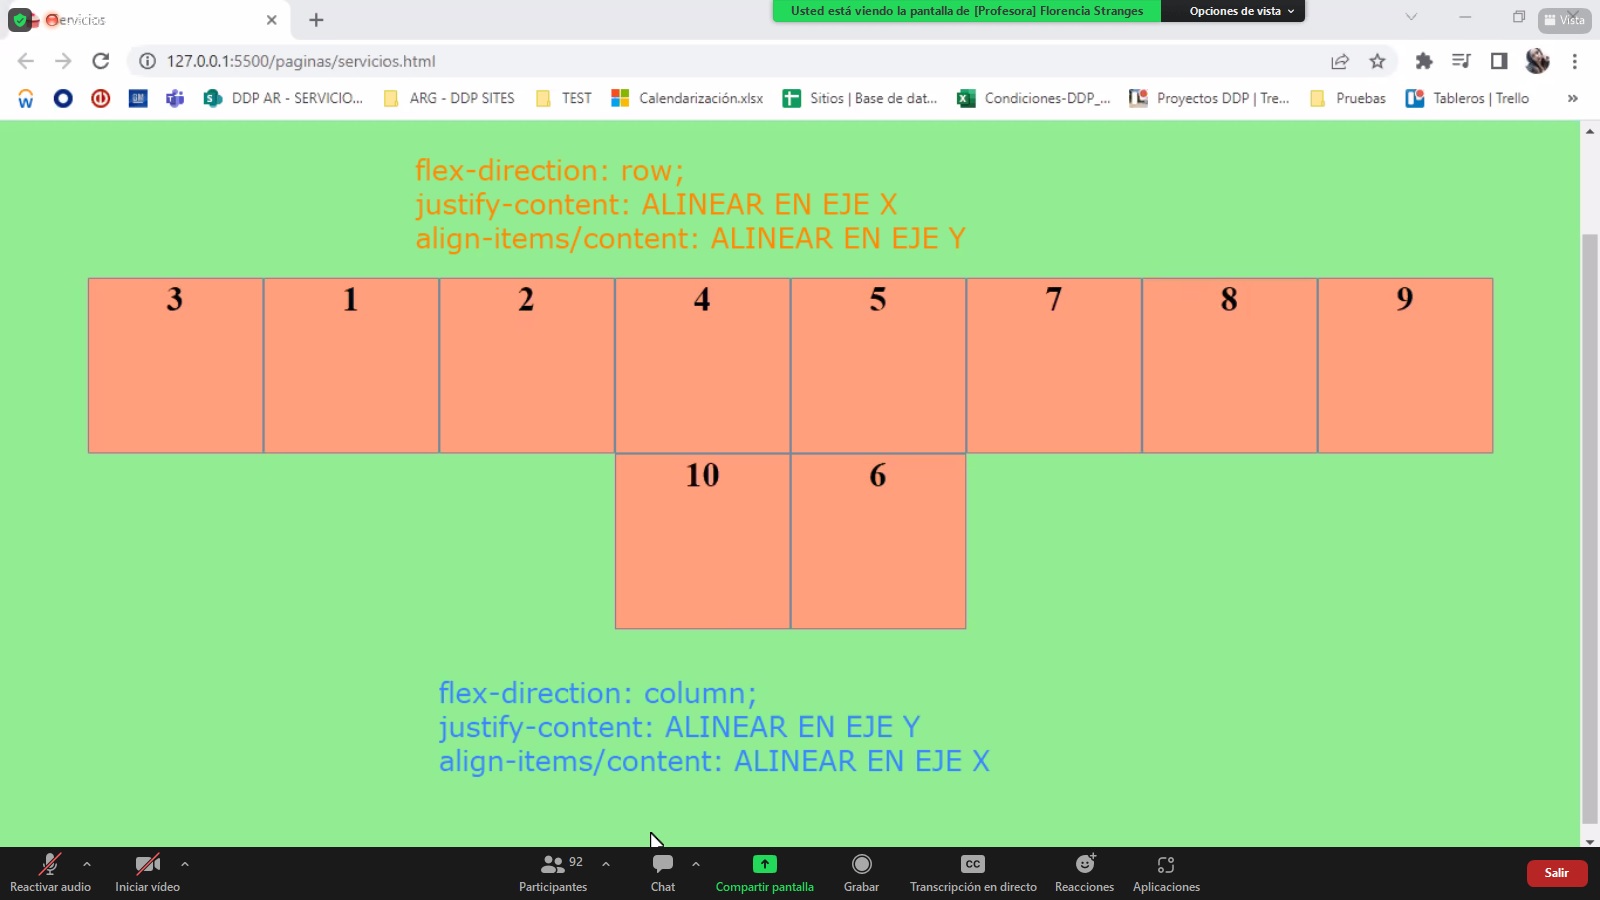 Servicios
Usted está viendo la pantalla de [Profesora] Florencia Stranges
Opciones de vista
Vista
127.0.0.1:5500/paginas/servicios.html
DDP AR - SERVICIO...
ARG - DDP SITES
TEST
Calendarización.xlsx
Sitios | Base de dat...
Condiciones-DDP_...
Proyectos DDP | Tre...
Pruebas
Tableros | Trello
»
flex-direction: row;
justify-content: ALINEAR EN EJE X
align-items/content: ALINEAR EN EJE Y
3 1 2 4 5 7 8 9
10 6
flex-direction: column;
justify-content: ALINEAR EN EJE Y
align-items/content: ALINEAR EN EJE X
92
CC
Reactivar audio
Iniciar vídeo
Participantes
Chat
Compartir pantalla
Grabar
Transcripción en directo
Reacciones
Aplicaciones
Salir